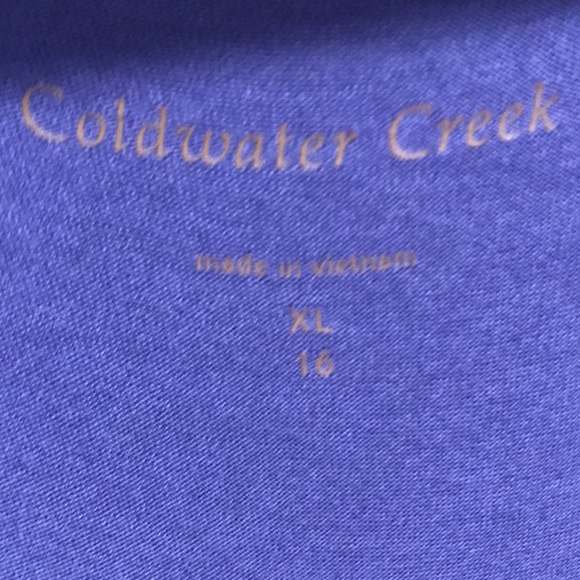 Coldwater Creek
made in vietnam
XL
16